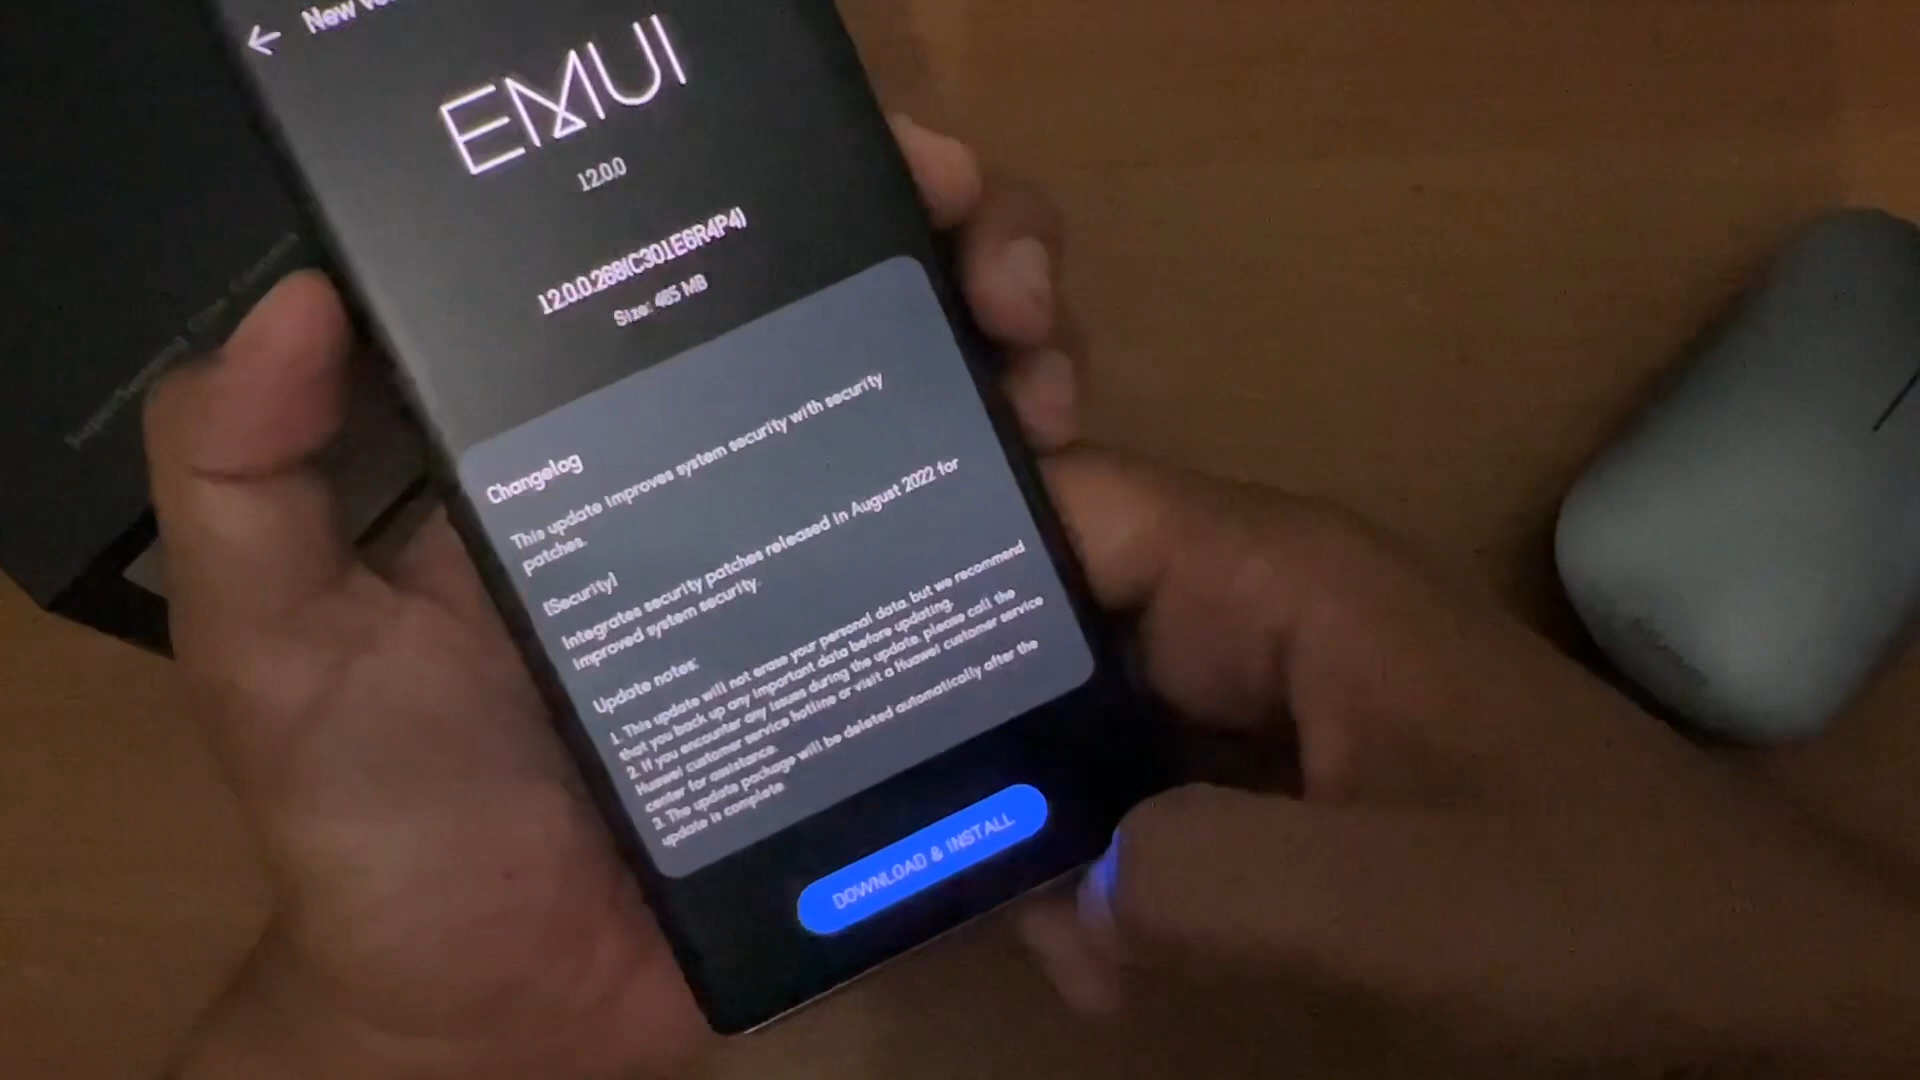 New
EMUI
12.0.0
12.0.0.268(C301E6R4P4)
Size: 485 MB
Changelog
This update improves system security with security
patches.
[Security]
Integrates security patches released in August 2022 for
improved system security.
Update notes:
1. This update will not erase your personal data, but we recommend
that you back up any important data before updating.
2. If you encounter any issues during the update, please call the
Huawei customer service hotline or visit a Huawei customer service
center for assistance.
3. The update package will be deleted automatically after the
update is complete.
DOWNLOAD & INSTALL